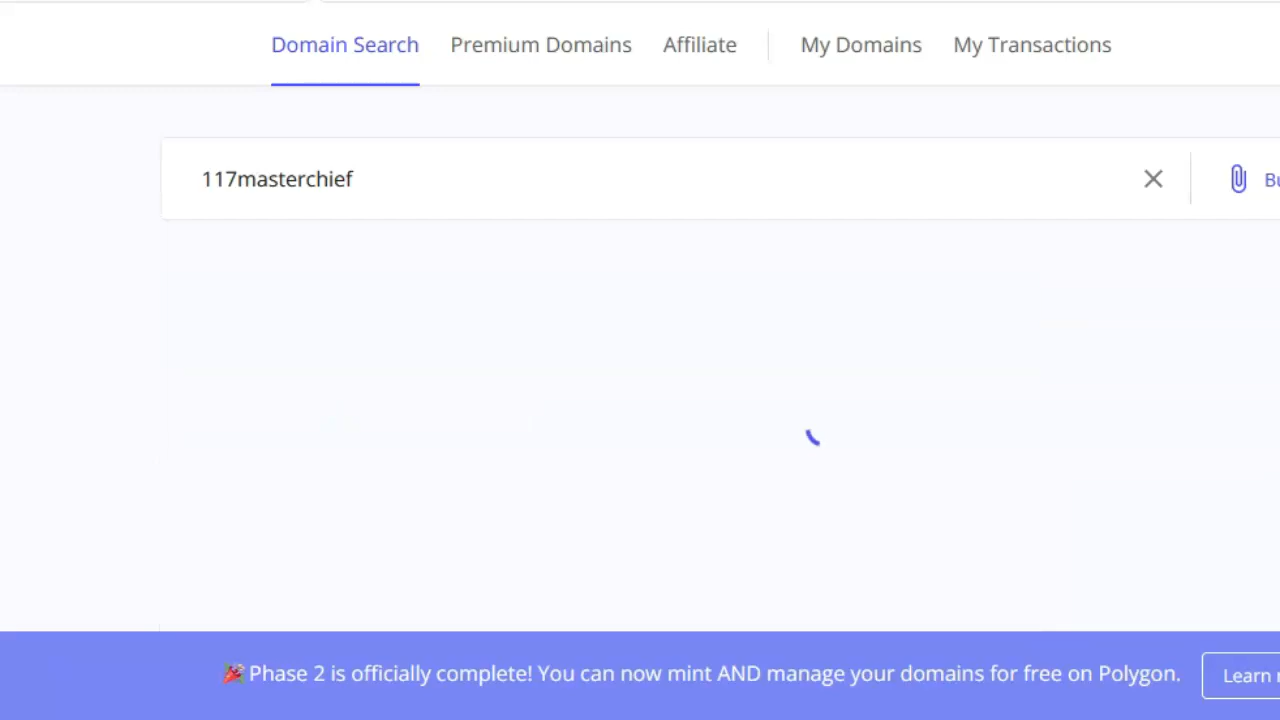 Domain Search Premium Domains Affiliate My Domains My Transactions
117masterchief
🎉 Phase 2 is officially complete! You can now mint AND manage your domains for free on Polygon. Learn